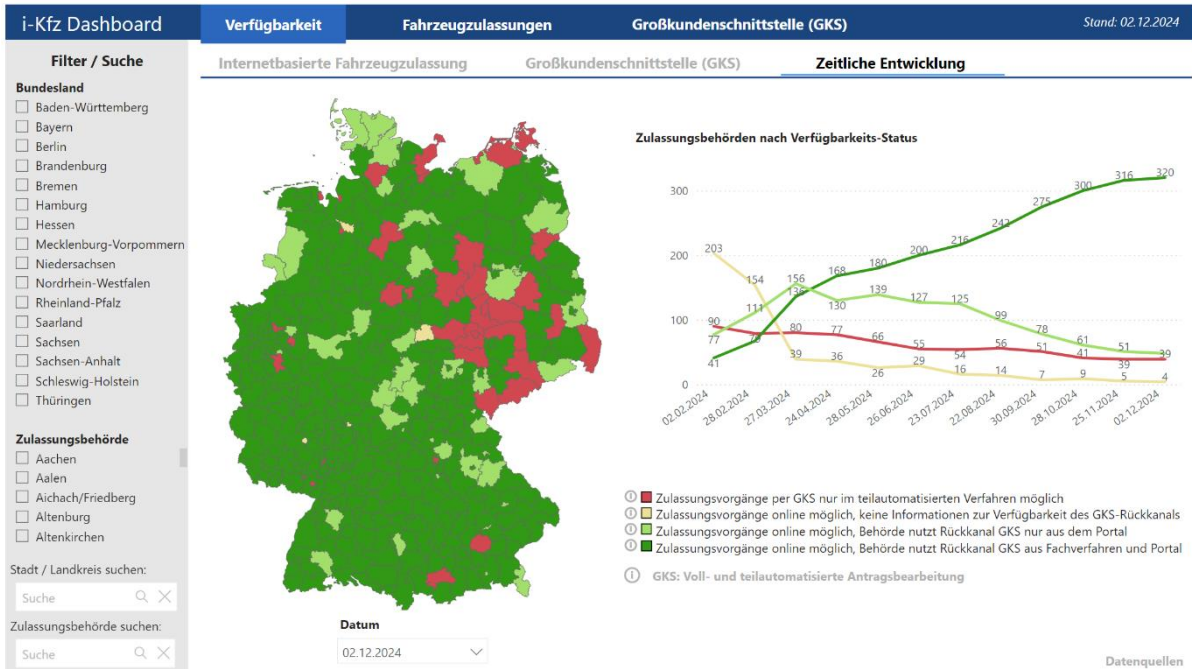 i-Kfz Dashboard
Verfügbarkeit
Fahrzeugzulassungen
Großkundenschnittstelle (GKS)
Stand: 02.12.2024
Filter / Suche
Internetbasierte Fahrzeugzulassung
Großkundenschnittstelle (GKS)
Zeitliche Entwicklung
Bundesland
Baden-Württemberg
Bayern
Berlin
Brandenburg
Bremen
Hamburg
Hessen
Mecklenburg-Vorpommern
Niedersachsen
Nordrhein-Westfalen
Rheinland-Pfalz
Saarland
Sachsen
Sachsen-Anhalt
Schleswig-Holstein
Thüringen
Zulassungsbehörde
Aachen
Aalen
Aichach/Friedberg
Altenburg
Altenkirchen
Stadt / Landkreis suchen:
Suche
Zulassungsbehörde suchen:
Suche
Datum
02.12.2024
Zulassungsbehörden nach Verfügbarkeits-Status
300
200
100
0
41 136 168 180 200 216 242 275 300 316 320
77 111 156 130 139 127 125 99 78 61 51
90 80 77 66 55 54 56 51 41 39 39
203 154 39 36 26 29 16 14 7 9 5 4
02.02.2024 28.02.2024 27.03.2024 24.04.2024 28.05.2024 26.06.2024 23.07.2024 22.08.2024 30.09.2024 28.10.2024 25.11.2024 02.12.2024
Zulassungsvorgänge per GKS nur im teilautomatisierten Verfahren möglich
Zulassungsvorgänge online möglich, keine Informationen zur Verfügbarkeit des GKS-Rückkanals
Zulassungsvorgänge online möglich, Behörde nutzt Rückkanal GKS nur aus dem Portal
Zulassungsvorgänge online möglich, Behörde nutzt Rückkanal GKS aus Fachverfahren und Portal
GKS: Voll- und teilautomatisierte Antragsbearbeitung
Datenquellen